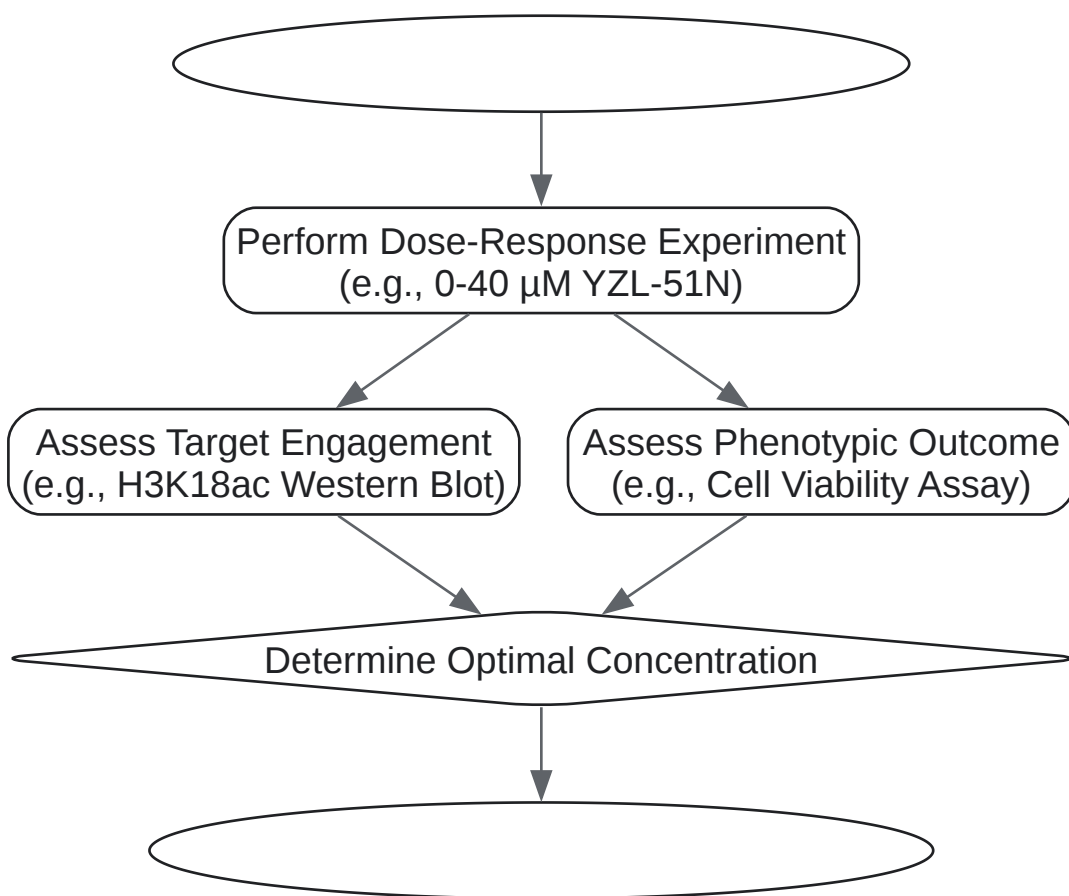 Perform Dose-Response Experiment
(e.g., 0-40 µM YZL-51N)
Assess Target Engagement
(e.g., H3K18ac Western Blot)
Assess Phenotypic Outcome
(e.g., Cell Viability Assay)
Determine Optimal Concentration